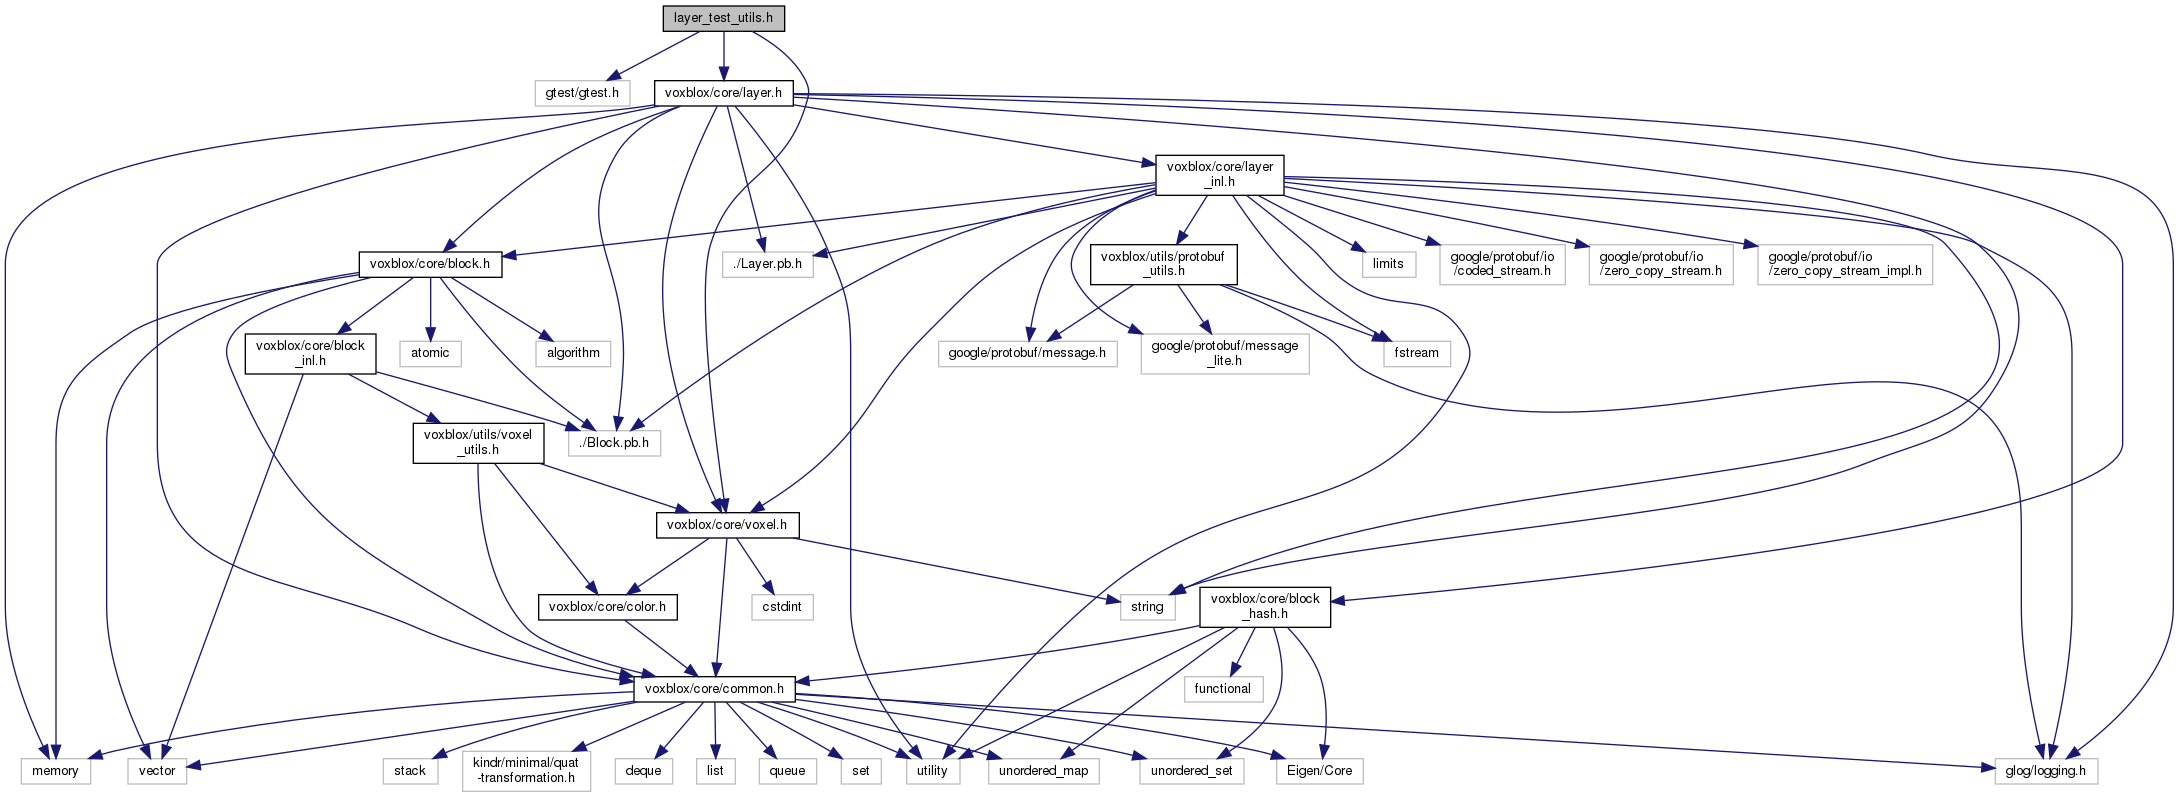 layer_test_utils.h
gtest/gtest.h
voxblox/core/layer.h
voxblox/core/layer
_inl.h
voxblox/core/block.h
./Layer.pb.h
voxblox/utils/protobuf
_utils.h
limits
google/protobuf/io
/coded_stream.h
google/protobuf/io
/zero_copy_stream.h
google/protobuf/io
/zero_copy_stream_impl.h
voxblox/core/block
_inl.h
atomic
algorithm
google/protobuf/message.h
google/protobuf/message
_lite.h
fstream
voxblox/utils/voxel
_utils.h
./Block.pb.h
voxblox/core/voxel.h
voxblox/core/color.h
cstdint
string
voxblox/core/block
_hash.h
voxblox/core/common.h
functional
memory
vector
stack
kindr/minimal/quat
-transformation.h
deque
list
queue
set
utility
unordered_map
unordered_set
Eigen/Core
glog/logging.h